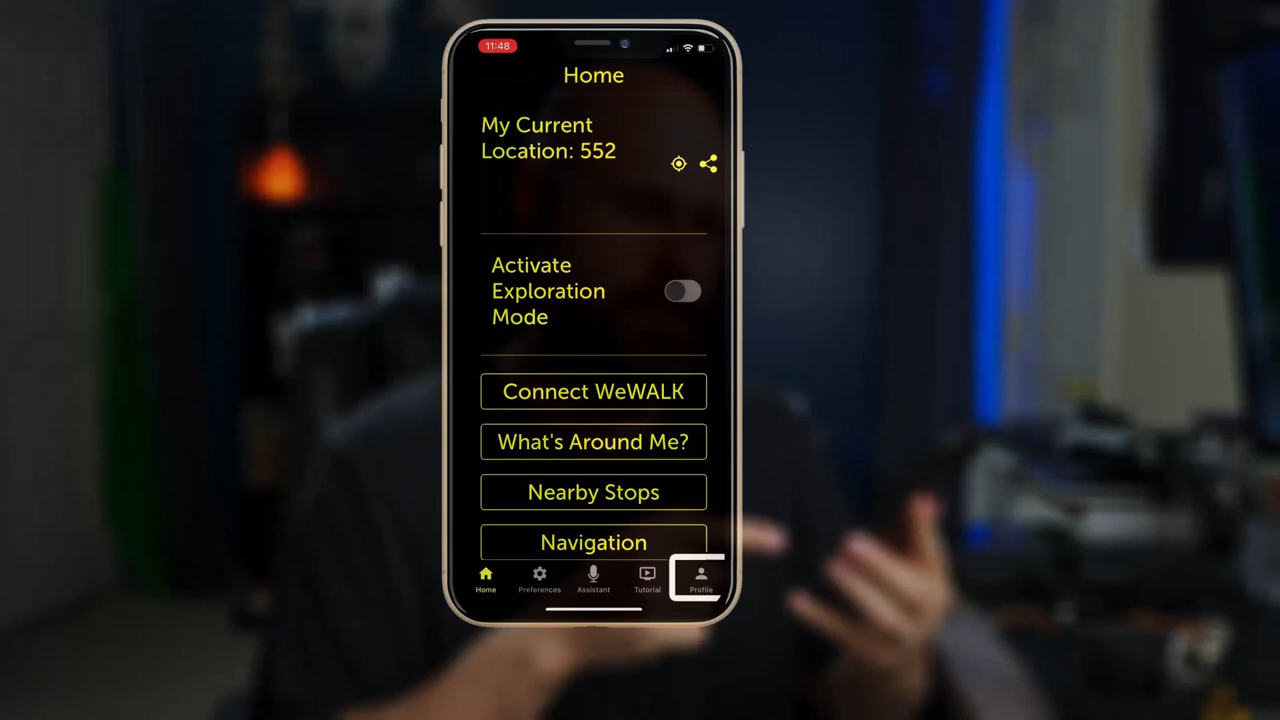 11:48
Home
My Current
Location: 552
Activate
Exploration
Mode
Connect WeWALK
What's Around Me?
Nearby Stops
Navigation
Home Preferences Assistant Tutorial Profile